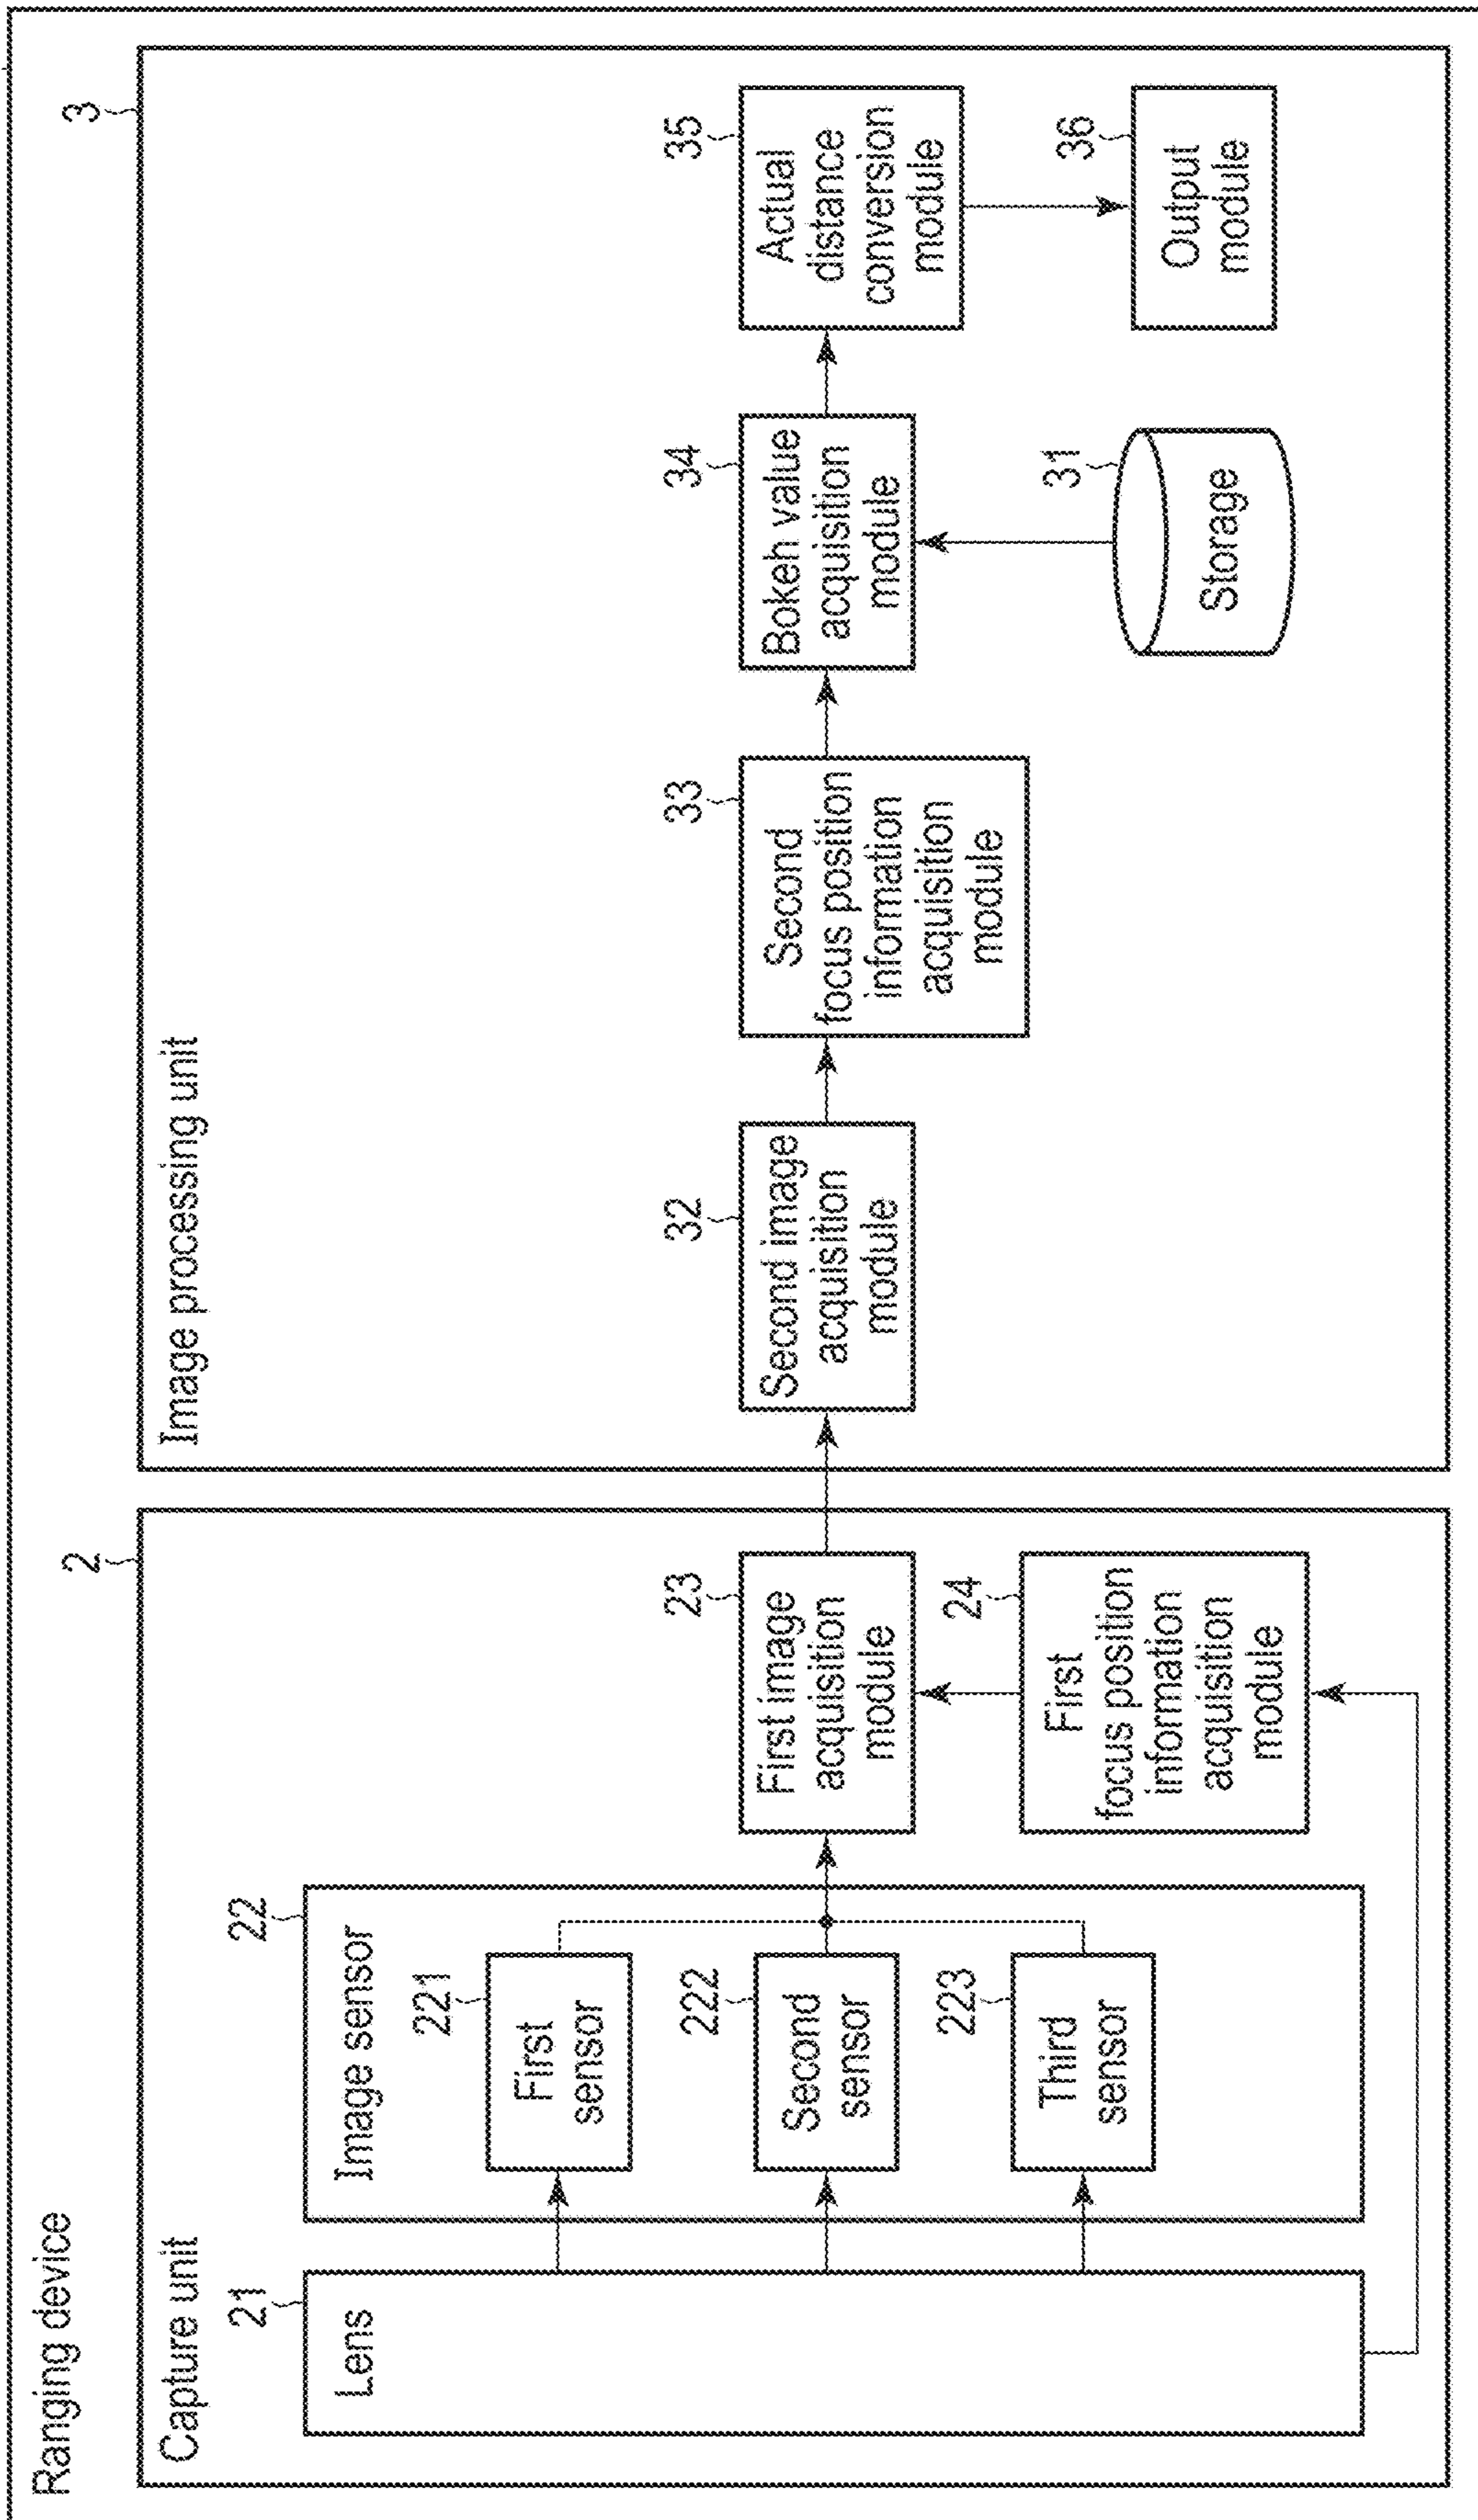 Ranging device
Capture unit
2
Lens
21
Image sensor
22
First
sensor
221
Second
sensor
222
Third
sensor
223
First image
acquisition
module
23
First
focus position
information
acquisition
module
24
Image processing unit
3
Second image
acquisition
module
32
Second
focus position
information
acquisition
module
33
Bokeh value
acquisition
module
34
Storage
31
Actual
distance
conversion
module
35
Output
module
36